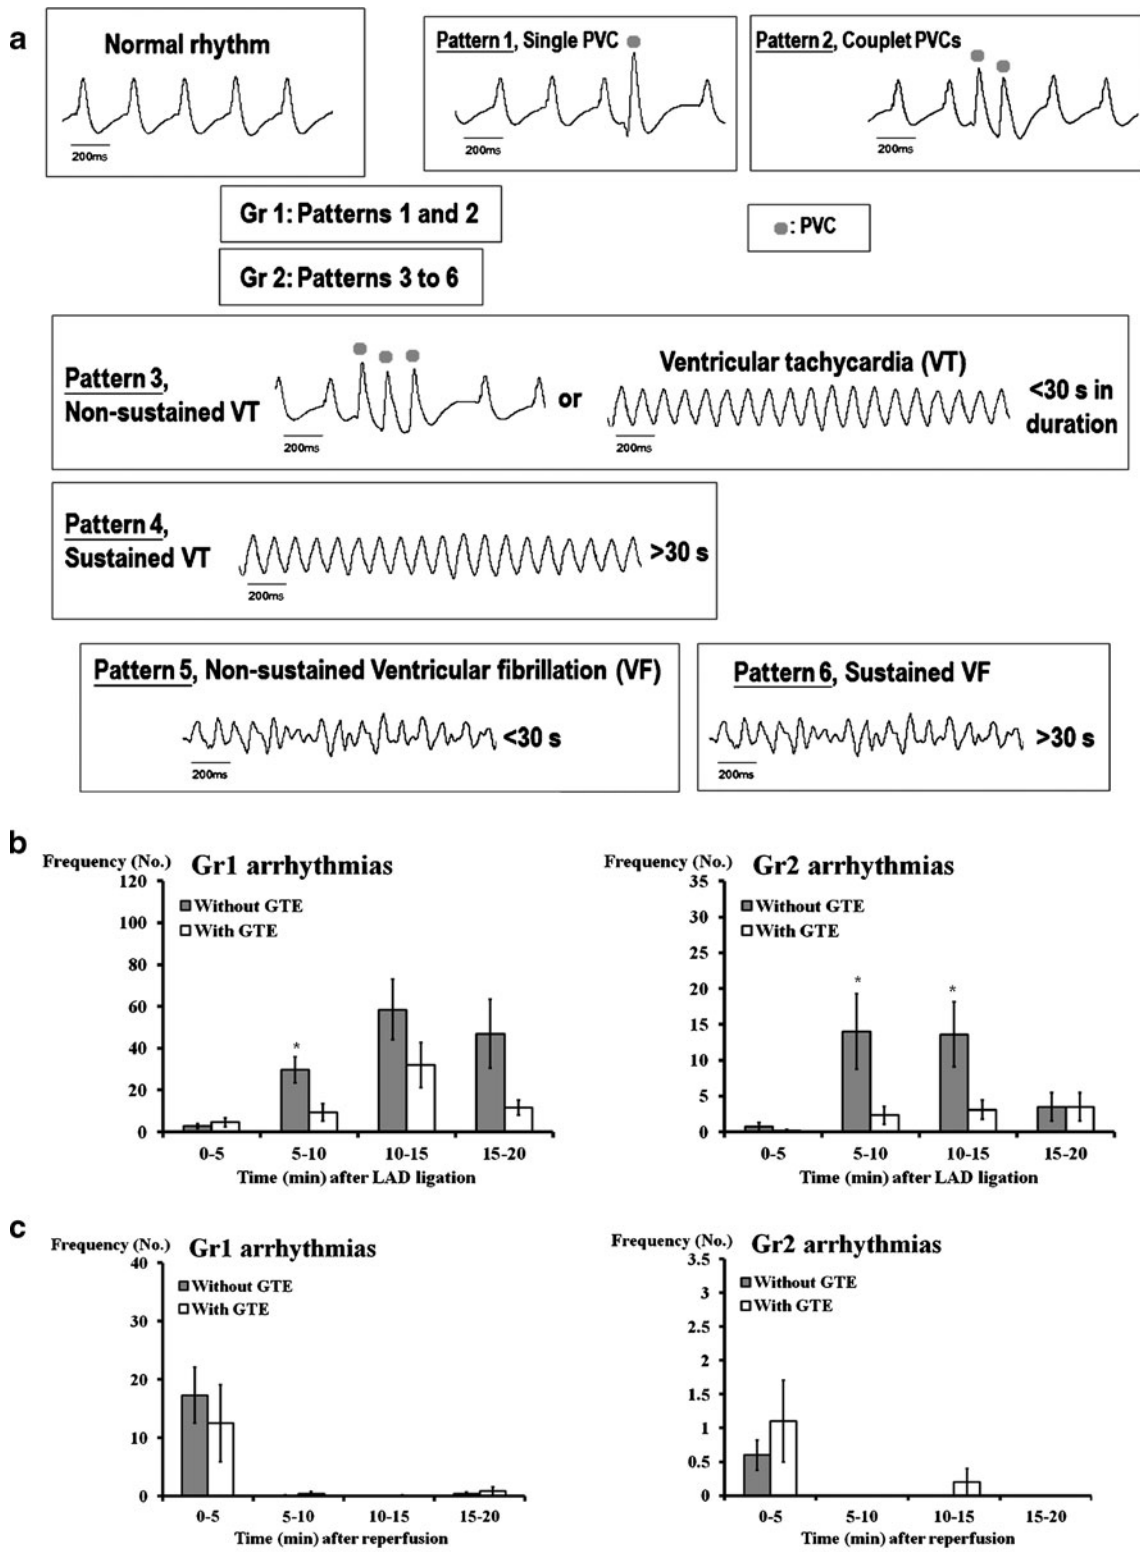 a
Normal rhythm
200ms
Pattern 1, Single PVC
200ms
Pattern 2, Couplet PVCs
200ms
Gr 1: Patterns 1 and 2
: PVC
Gr 2: Patterns 3 to 6
Pattern 3,
Non-sustained VT
200ms
or
Ventricular tachycardia (VT)
200ms
<30 s in
duration
Pattern 4,
Sustained VT
200ms
>30 s
Pattern 5, Non-sustained Ventricular fibrillation (VF)
200ms
<30 s
Pattern 6, Sustained VF
200ms
>30 s
b
Frequency (No.)
Gr1 arrhythmias
120
100
80
60
40
20
0
Without GTE
With GTE
*
0-5 5-10 10-15 15-20
Time (min) after LAD ligation
Frequency (No.)
Gr2 arrhythmias
35
30
25
20
15
10
5
0
Without GTE
With GTE
* *
0-5 5-10 10-15 15-20
Time (min) after LAD ligation
c
Frequency (No.)
Gr1 arrhythmias
40
30
20
10
0
Without GTE
With GTE
0-5 5-10 10-15 15-20
Time (min) after reperfusion
Frequency (No.)
Gr2 arrhythmias
3.5
3
2.5
2
1.5
1
0.5
0
Without GTE
With GTE
0-5 5-10 10-15 15-20
Time (min) after reperfusion